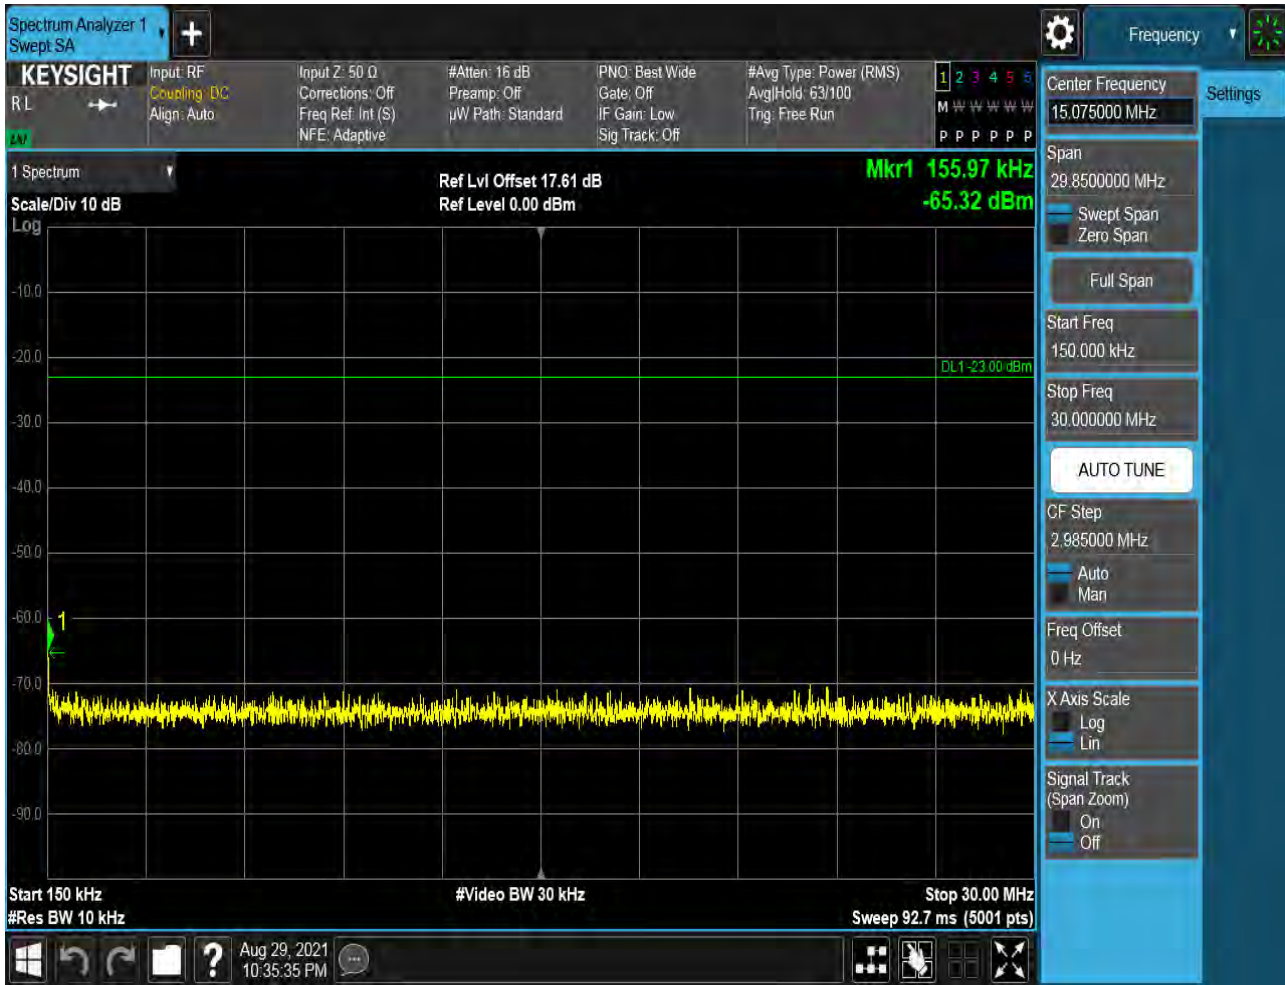 Spectrum Analyzer 1
Swept SA
Frequency
KEYSIGHT
R L
LNI
Input: RF
Coupling: DC
Align: Auto
Input Z: 50 Ω
Corrections: Off
Freq Ref: Int (S)
NFE: Adaptive
#Atten: 16 dB
Preamp: Off
µW Path: Standard
PNO: Best Wide
Gate: Off
IF Gain: Low
Sig Track: Off
#Avg Type: Power (RMS)
Avg|Hold: 63/100
Trig: Free Run
1 2 3 4 5 6
M W W W W W
P P P P P P
1 Spectrum
Scale/Div 10 dB
Log
Ref Lvl Offset 17.61 dB
Ref Level 0.00 dBm
Mkr1 155.97 kHz
-65.32 dBm
-10.0
-20.0
DL1 -23.00 dBm
-30.0
-40.0
-50.0
-60.0
1
-70.0
-80.0
-90.0
Start 150 kHz
#Res BW 10 kHz
#Video BW 30 kHz
Stop 30.00 MHz
Sweep 92.7 ms (5001 pts)
Aug 29, 2021
10:35:35 PM
Center Frequency
15.075000 MHz
Settings
Span
29.8500000 MHz
Swept Span
Zero Span
Full Span
Start Freq
150.000 kHz
Stop Freq
30.000000 MHz
AUTO TUNE
CF Step
2.985000 MHz
Auto
Man
Freq Offset
0 Hz
X Axis Scale
Log
Lin
Signal Track
(Span Zoom)
On
Off